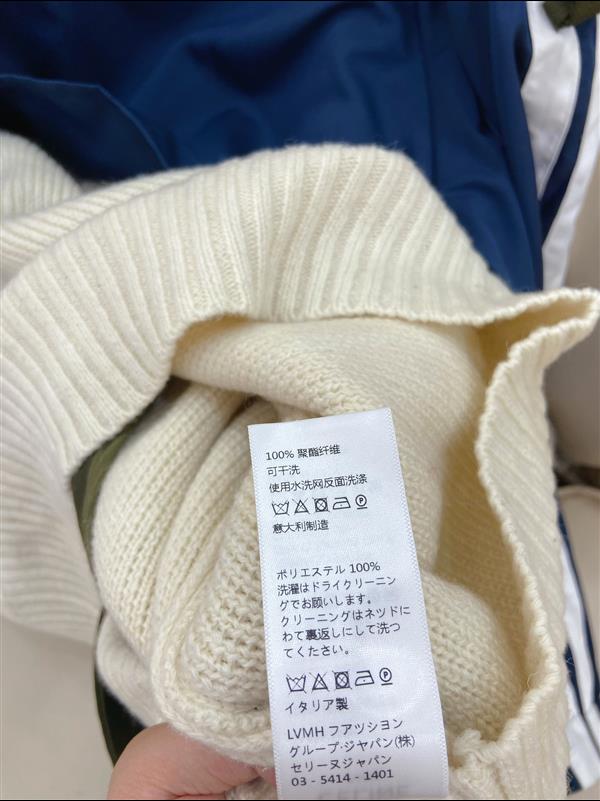 100% 聚酯纤维
可干洗
使用水洗网反面洗涤
意大利制造
ポリエステル 100%
洗濯はドライクリーニン
グでお願いします。
クリーニングはネツドに
わて裏返しにして洗つ
てください。
イタリア製
LVMH フアツシヨン
グループ·ジャパン(株)
セリーヌジャパン
03 - 5414 - 1401